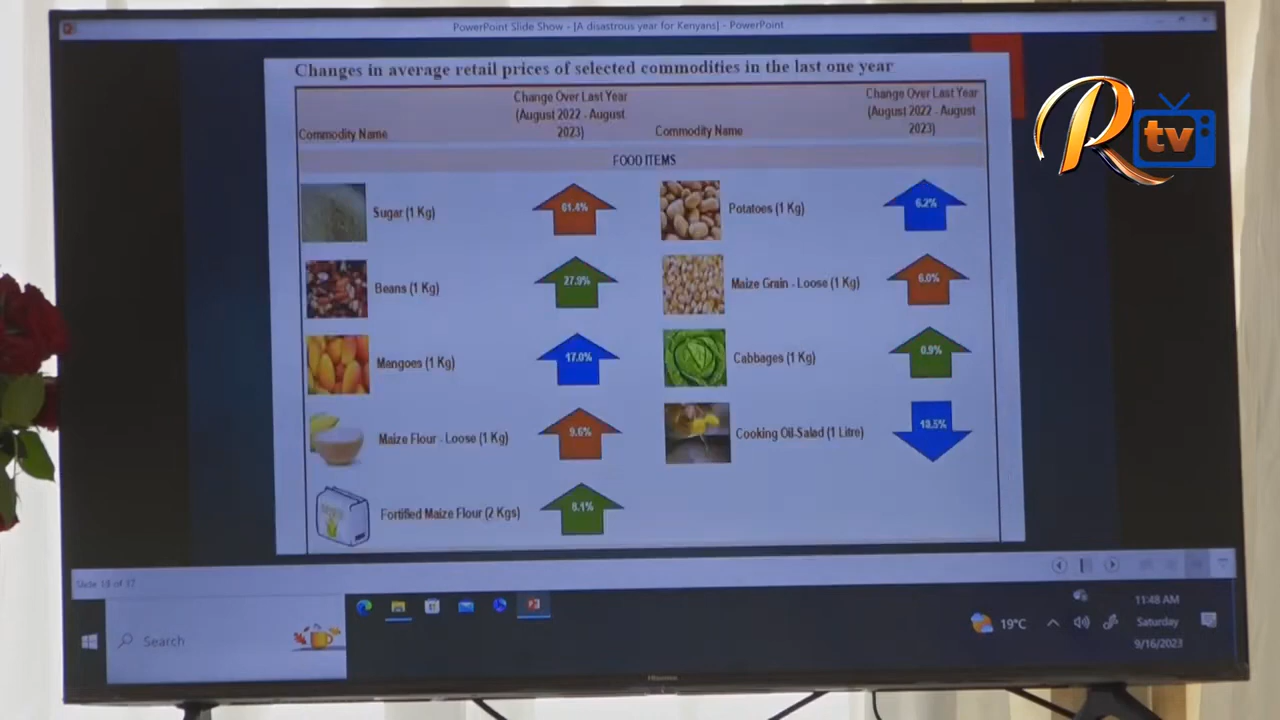 PowerPoint Slide Show - [A disastrous year for Kenyans] - PowerPoint
Changes in average retail prices of selected commodities in the last one year
Commodity Name
Change Over Last Year
(August 2022 - August
2023)
Commodity Name
Change Over Last Year
(August 2022 - August
2023)
FOOD ITEMS
Sugar (1 Kg)
61.4%
Potatoes (1 Kg)
6.2%
Beans (1 Kg)
27.9%
Maize Grain - Loose (1 Kg)
6.0%
Mangoes (1 Kg)
17.0%
Cabbages (1 Kg)
0.9%
Maize Flour - Loose (1 Kg)
9.6%
Cooking Oil-Salad (1 Litre)
Fortified Maize Flour (2 Kgs)
Search
19°C
11:48 AM
Saturday
9/16/2023
Hisense
R
tv